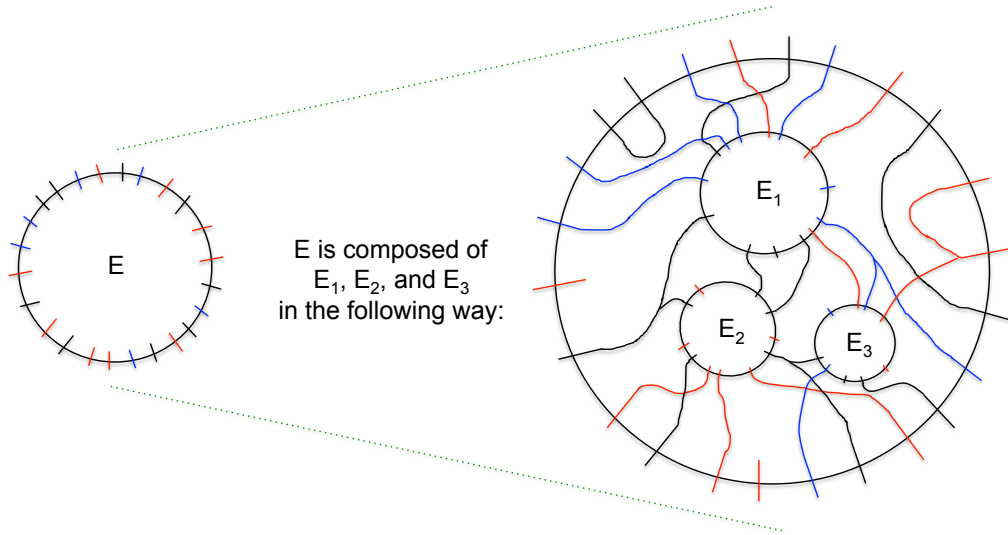 E
E is composed of
E₁, E₂, and E₃
in the following way:
E₁
E₂
E₃